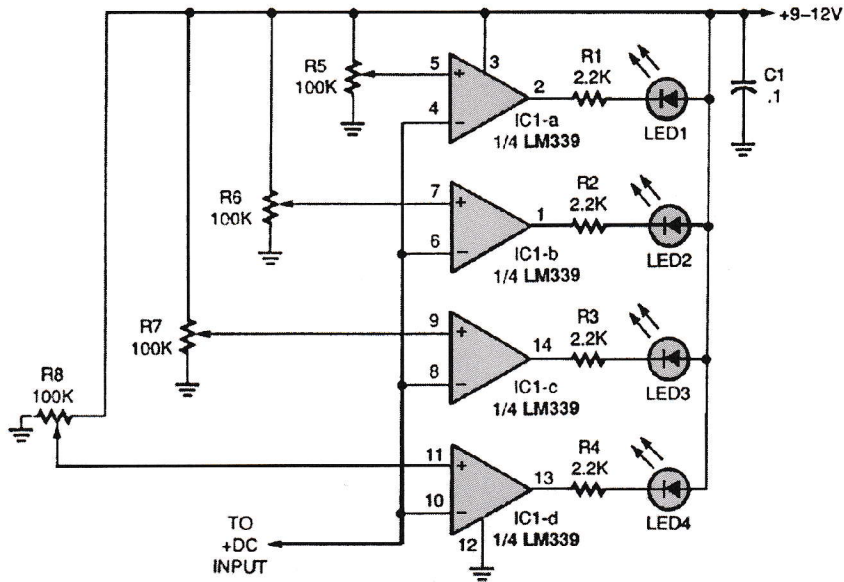 +9–12V
R5
100K
5
+
4
−
3
2
IC1-a
1/4 LM339
R1
2.2K
LED1
C1
.1
R6
100K
7
+
6
−
1
IC1-b
1/4 LM339
R2
2.2K
LED2
R7
100K
9
+
8
−
14
IC1-c
1/4 LM339
R3
2.2K
LED3
R8
100K
11
+
10
−
12
13
IC1-d
1/4 LM339
R4
2.2K
LED4
TO
+DC
INPUT